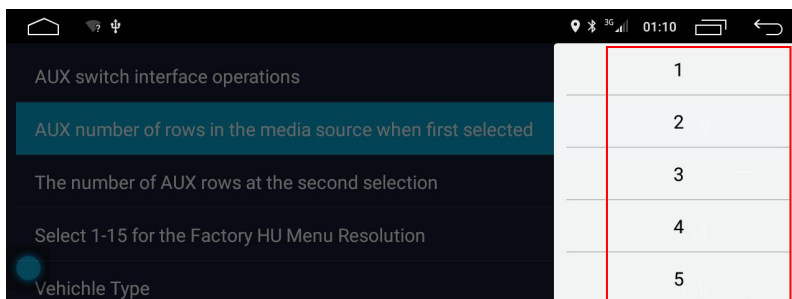 3G 01:10
AUX switch interface operations
AUX number of rows in the media source when first selected
The number of AUX rows at the second selection
Select 1-15 for the Factory HU Menu Resolution
Vehichle Type
1
2
3
4
5